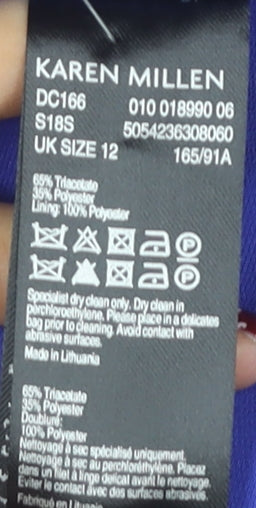 KAREN MILLEN
DC166 010 018990 06
S18S 5054236308060
UK SIZE 12 165/91A
65% Triacetate
35% Polyester
Lining: 100% Polyester
P
P
Specialist dry clean only. Dry clean in
perchloroethylene. Please place in a delicates
bag prior to cleaning. Avoid contact with
abrasive surfaces.
Made in Lithuania
65% Triacetate
35% Polyester
Doublure:
100% Polyester
Nettoyage à sec spécialisé uniquement.
Nettoyage à sec au perchloréthylène. Placez
dans un filet à linge délicat avant le nettoyage.
Eviter le contact avec des surfaces abrasives.
Fabriqué en